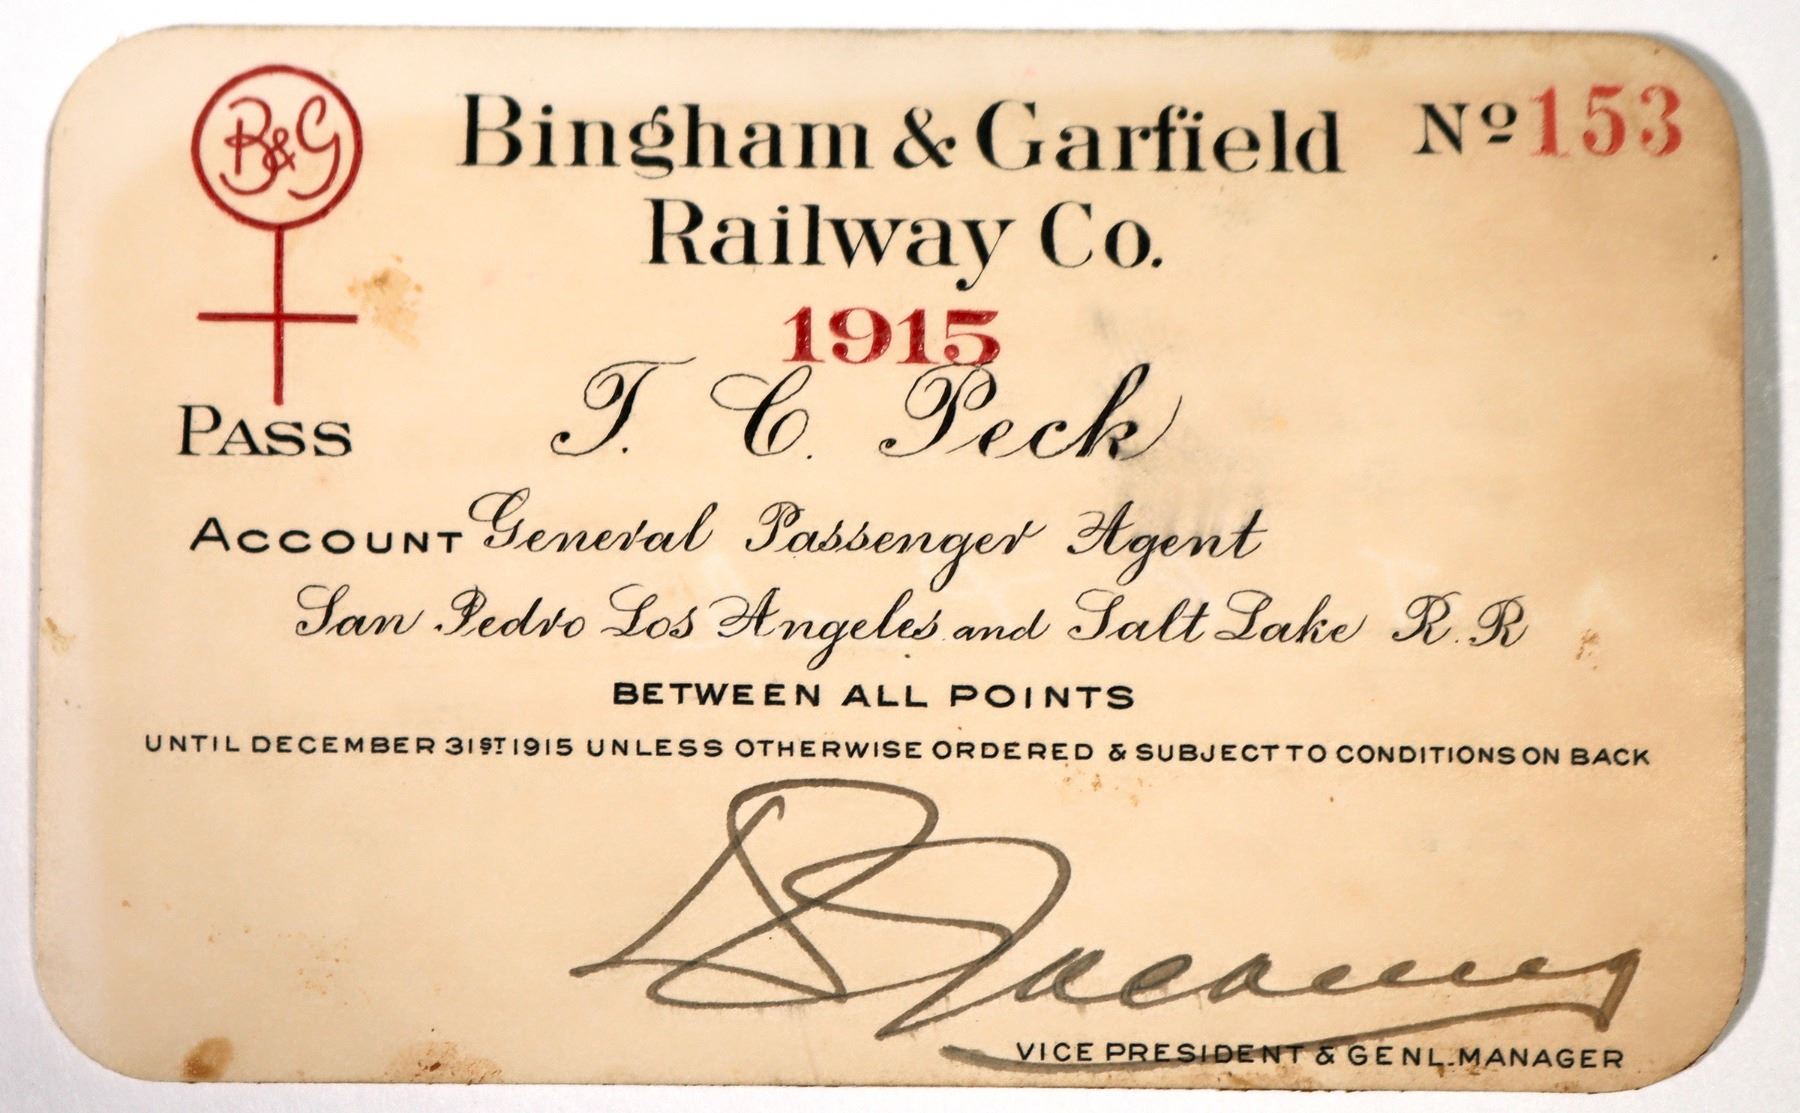 B&G
Bingham & Garfield Nº 153
Railway Co.
1915
PASS T. C. Peck
ACCOUNT General Passenger Agent
San Pedro Los Angeles and Salt Lake R. R
BETWEEN ALL POINTS
UNTIL DECEMBER 31ST 1915 UNLESS OTHERWISE ORDERED & SUBJECT TO CONDITIONS ON BACK
VICE PRESIDENT & GENL. MANAGER